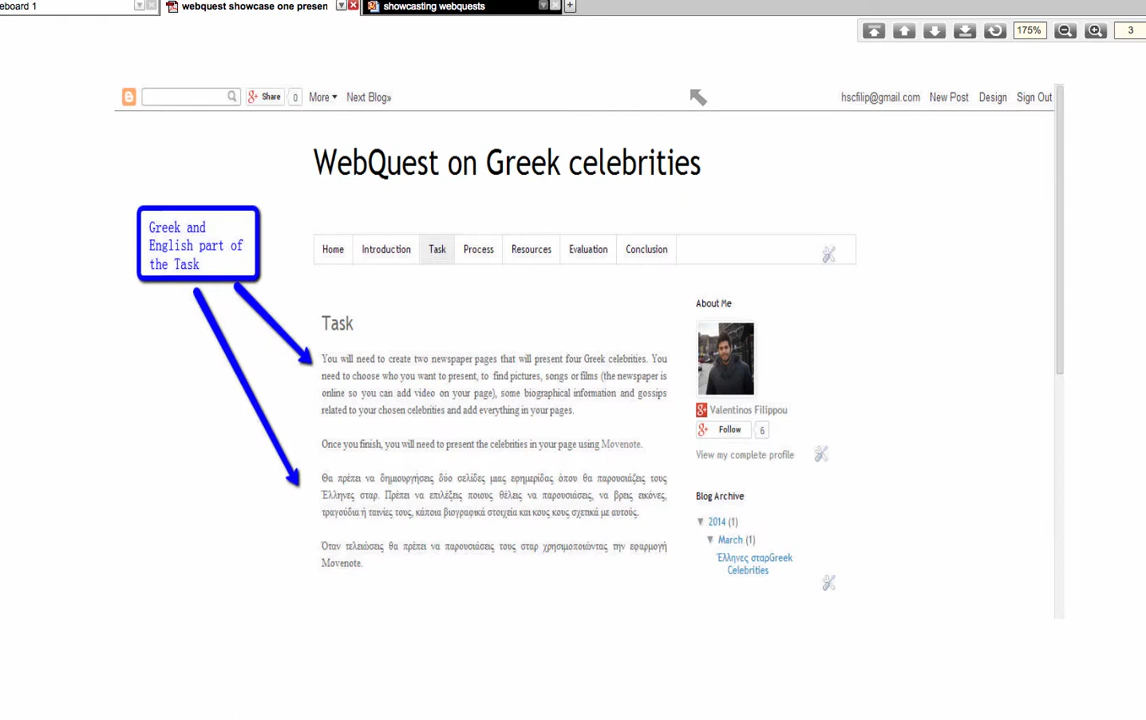 eboard 1
webquest showcase one presen
showcasing webquests
175%
3
Share
0
More
Next Blog»
hscfilip@gmail.com
New Post
Design
Sign Out
WebQuest on Greek celebrities
Greek and
English part of
the Task
Home
Introduction
Task
Process
Resources
Evaluation
Conclusion
Task
You will need to create two newspaper pages that will present four Greek celebrities. You
need to choose who you want to present, to find pictures, songs or films (the newspaper is
online so you can add video on your page), some biographical information and gossips
related to your chosen celebrities and add everything in your pages.
Once you finish, you will need to present the celebrities in your page using Movenote.
Θα πρέπει να δημιουργήσεις δύο σελίδες μιας εφημερίδας όπου θα παρουσιάζεις τους
Έλληνες σταρ. Πρέπει να επιλέξεις ποιους θέλεις να παρουσιάσεις, να βρεις εικόνες,
τραγούδια ή ταινίες τους, κάποια βιογραφικά στοιχεία και κους κους σχετικά με αυτούς.
Όταν τελειώσεις θα πρέπει να παρουσιάσεις τους σταρ χρησιμοποιώντας την εφαρμογή
Movenote.
About Me
Valentinos Filippou
Follow
6
View my complete profile
Blog Archive
2014 (1)
March (1)
Έλληνες σταρGreek
Celebrities